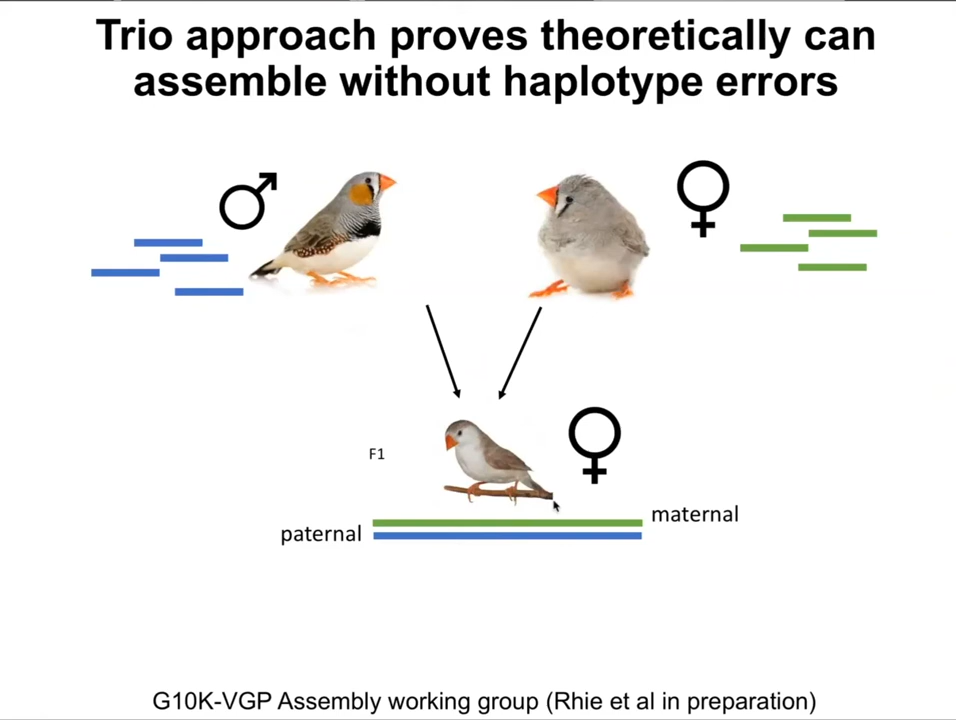 Trio approach proves theoretically can
assemble without haplotype errors
F1
maternal
paternal
G10K-VGP Assembly working group (Rhie et al in preparation)